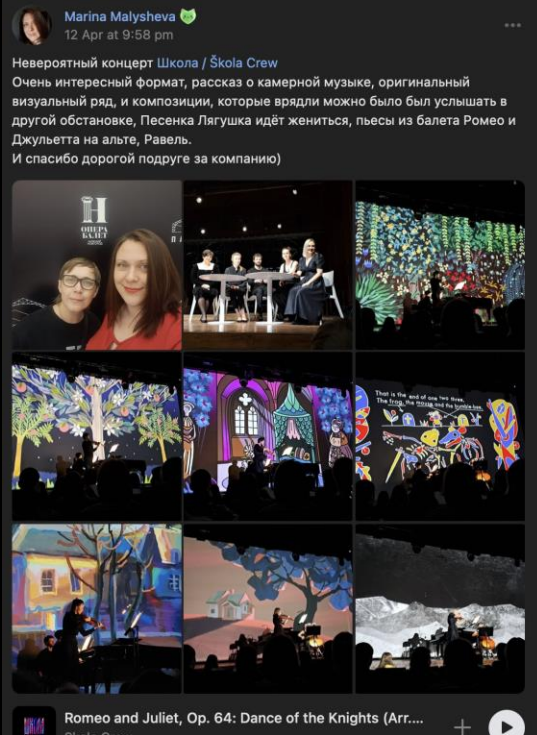 Marina Malysheva
12 Apr at 9:58 pm
Невероятный концерт Школа / Škola Crew
Очень интересный формат, рассказ о камерной музыке, оригинальный
визуальный ряд, и композиции, которые врядли можно было был услышать в
другой обстановке, Песенка Лягушка идёт жениться, пьесы из балета Ромео и
Джульетта на альте, Равель.
И спасибо дорогой подруге за компанию)
ОПЕРА
БАЛЕТ
That is the end of one two three,
The frog, the mouse and the bumble-bee.
Romeo and Juliet, Op. 64: Dance of the Knights (Arr....